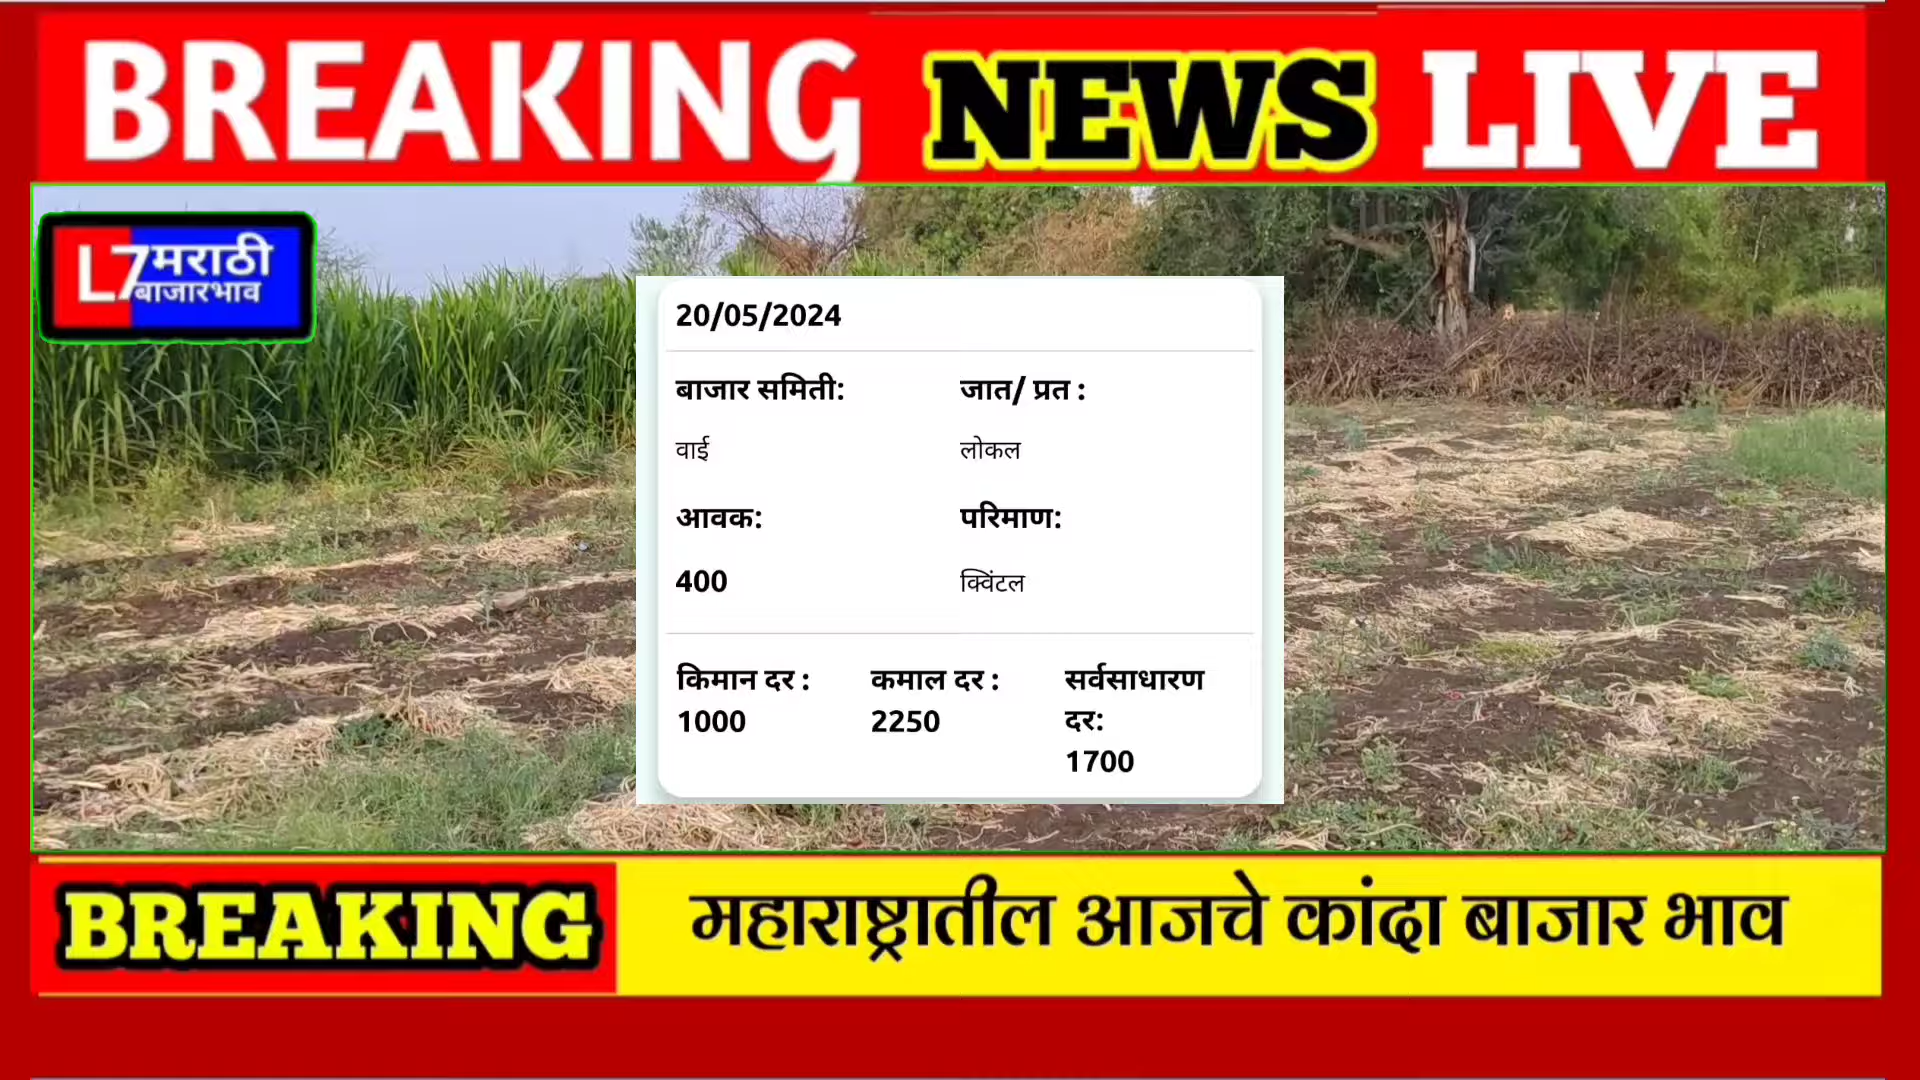 BREAKING NEWS LIVE
L7मराठी
बाजारभाव
20/05/2024
बाजार समिती: जात/ प्रत :
वाई लोकल
आवक: परिमाण:
400 क्विंटल
किमान दर : कमाल दर : सर्वसाधारण
1000 2250 दर:
1700
BREAKING महाराष्ट्रातील आजचे कांदा बाजार भाव